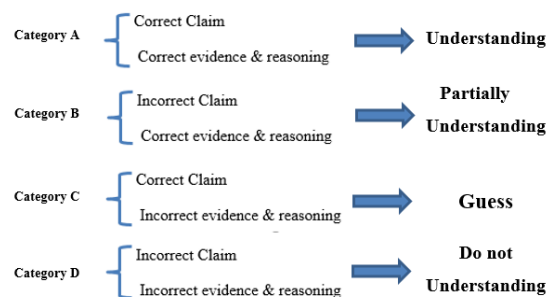 Category A
Correct Claim
Correct evidence & reasoning
Understanding
Category B
Incorrect Claim
Correct evidence & reasoning
Partially
Understanding
Category C
Correct Claim
Incorrect evidence & reasoning
Guess
Category D
Incorrect Claim
Incorrect evidence & reasoning
Do not
Understanding